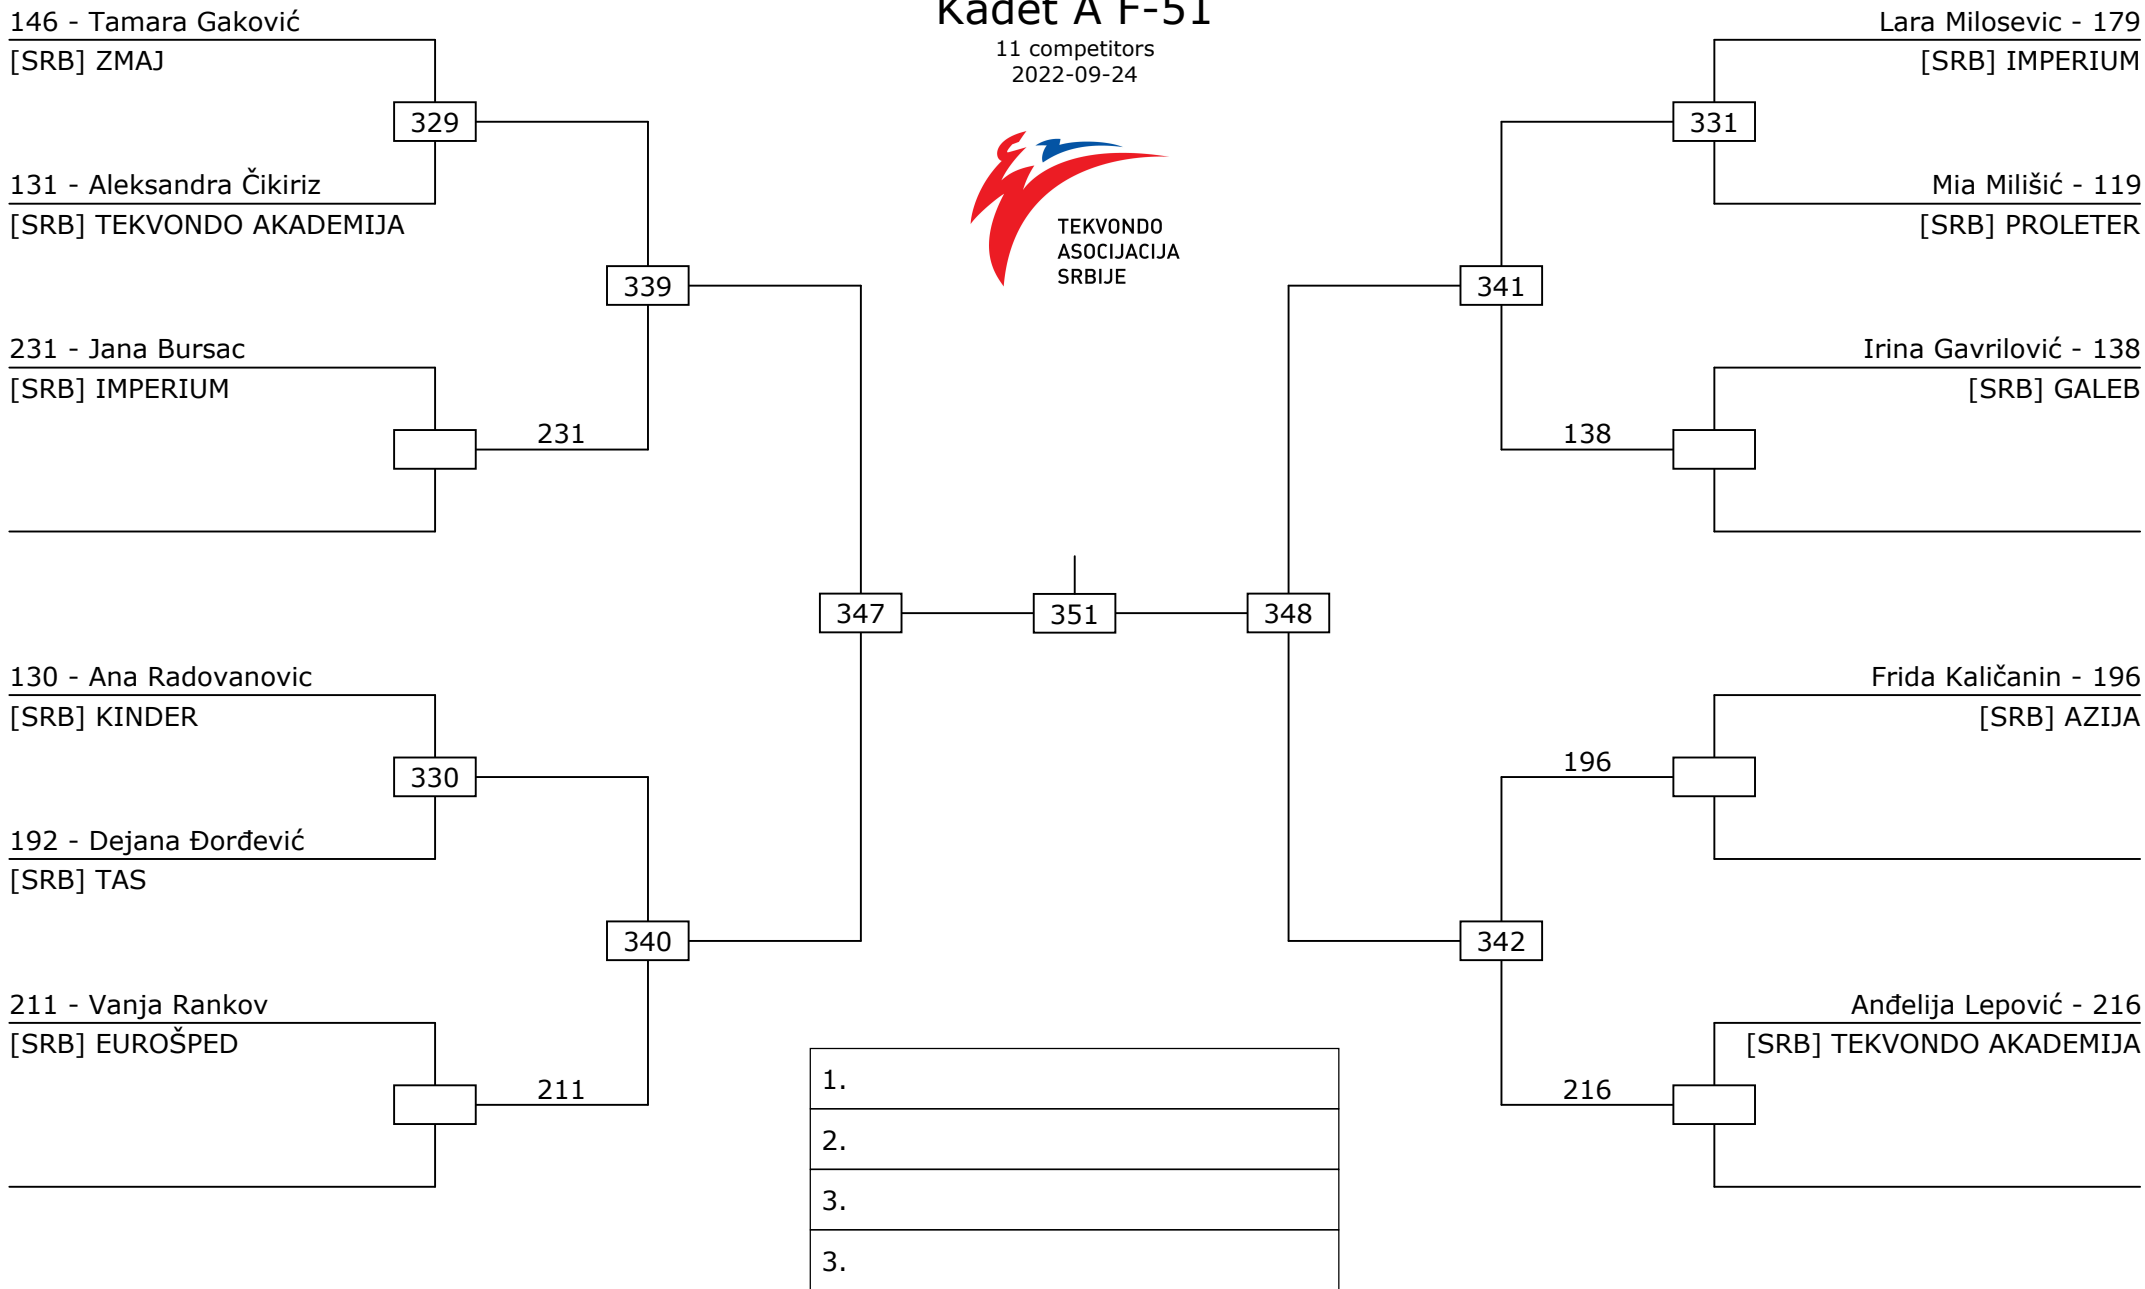 Kadet A F-51
11 competitors
2022-09-24
TEKVONDO
ASOCIJACIJA
SRBIJE
146 - Tamara Gaković
[SRB] ZMAJ
329
131 - Aleksandra Čikiriz
[SRB] TEKVONDO AKADEMIJA
339
231 - Jana Bursac
[SRB] IMPERIUM
231
347
130 - Ana Radovanovic
[SRB] KINDER
330
192 - Dejana Đorđević
[SRB] TAS
340
211 - Vanja Rankov
[SRB] EUROŠPED
211
351
Lara Milosevic - 179
[SRB] IMPERIUM
331
Mia Milišić - 119
[SRB] PROLETER
341
Irina Gavrilović - 138
[SRB] GALEB
138
348
Frida Kaličanin - 196
[SRB] AZIJA
196
342
Anđelija Lepović - 216
[SRB] TEKVONDO AKADEMIJA
216
1.
2.
3.
3.